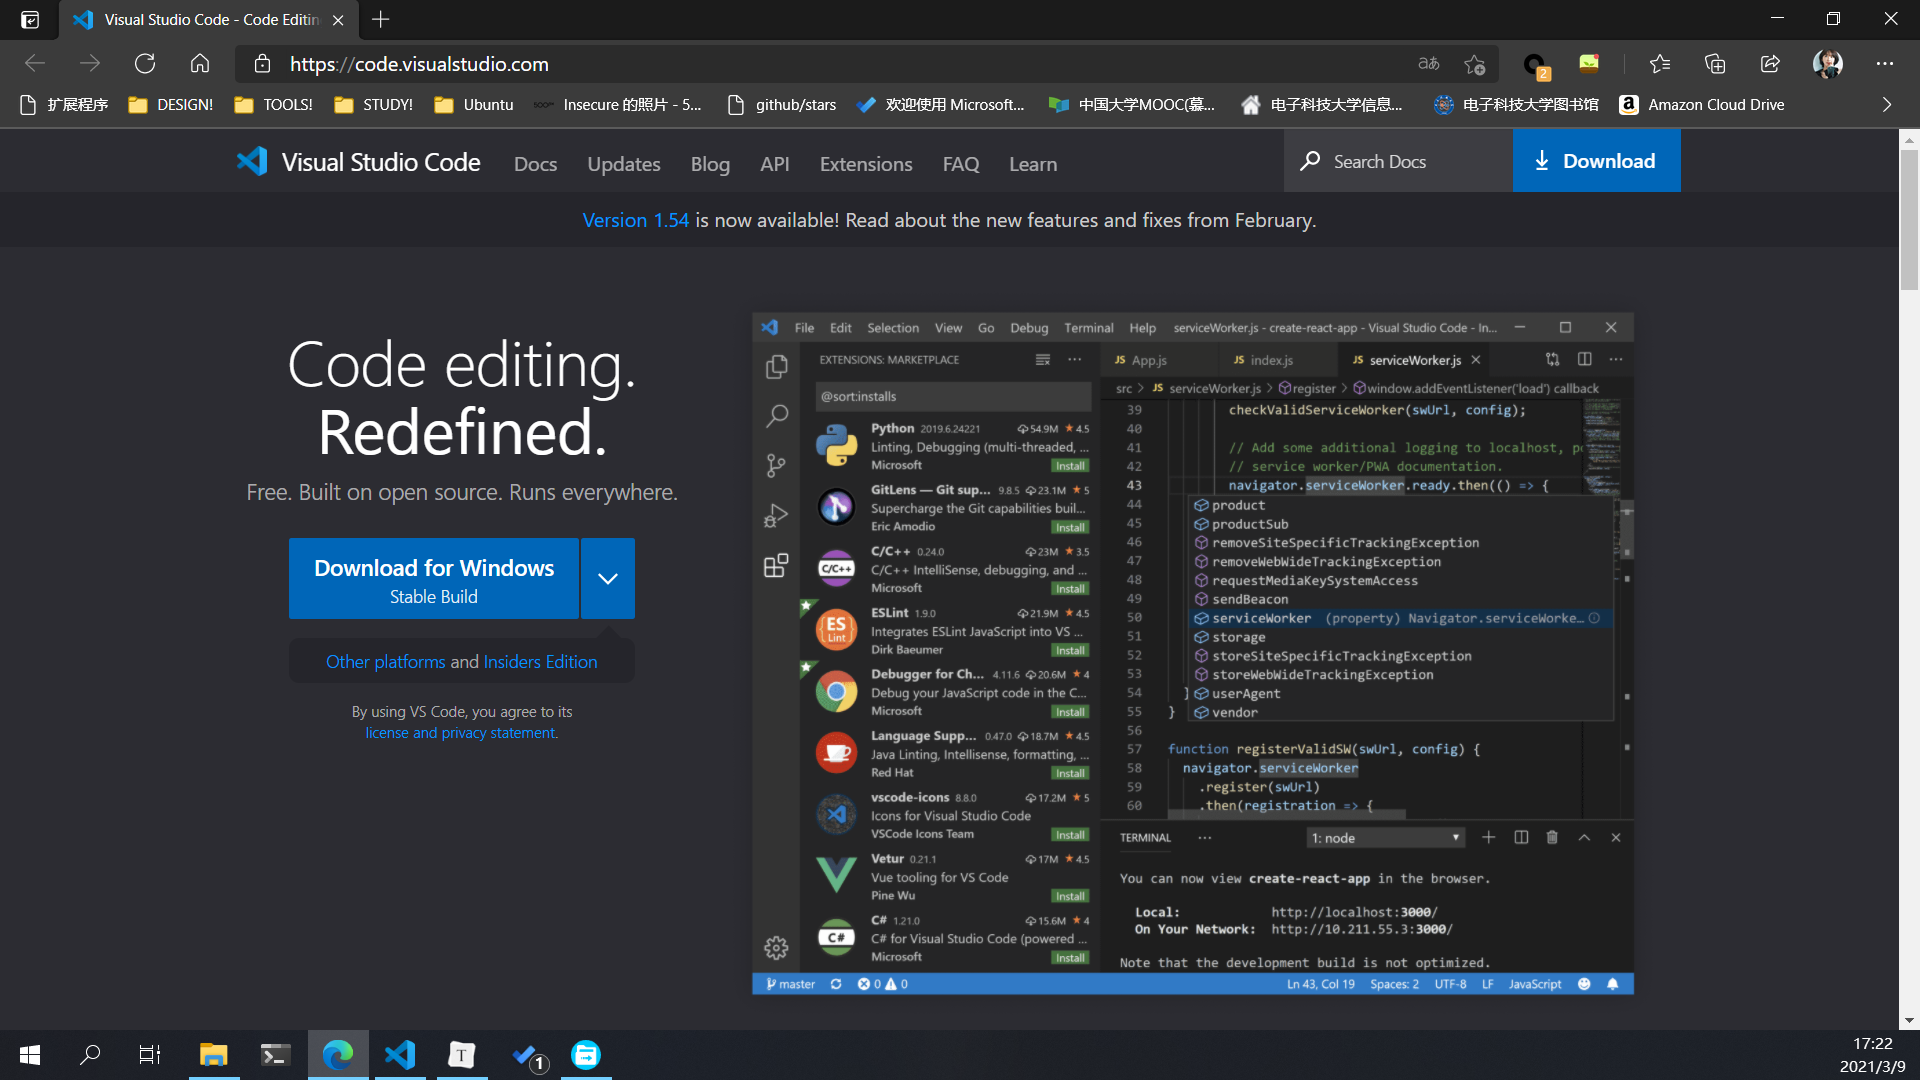 Visual Studio Code - Code Editin
https://code.visualstudio.com
aあ
2
扩展程序 DESIGN! TOOLS! STUDY! Ubuntu Insecure 的照片 - 5... github/stars 欢迎使用 Microsoft... 中国大学MOOC(慕... 电子科技大学信息... 电子科技大学图书馆 Amazon Cloud Drive
Visual Studio Code Docs Updates Blog API Extensions FAQ Learn Search Docs Download
Version 1.54 is now available! Read about the new features and fixes from February.
Code editing.
Redefined.
Free. Built on open source. Runs everywhere.
Download for Windows
Stable Build
Other platforms and Insiders Edition
By using VS Code, you agree to its
license and privacy statement.
File Edit Selection View Go Debug Terminal Help serviceWorker.js - create-react-app - Visual Studio Code - In...
EXTENSIONS: MARKETPLACE
@sort:installs
Python 2019.6.24221 54.9M ★4.5
Linting, Debugging (multi-threaded, ...
Microsoft Install
GitLens — Git sup... 9.8.5 23.1M ★5
Supercharge the Git capabilities buil...
Eric Amodio Install
C/C++
C/C++ 0.24.0 23M ★3.5
C/C++ IntelliSense, debugging, and ...
Microsoft Install
ES
Lint
ESLint 1.9.0 21.9M ★4.5
Integrates ESLint JavaScript into VS ...
Dirk Baeumer Install
Debugger for Ch... 4.11.6 20.6M ★4
Debug your JavaScript code in the C...
Microsoft Install
Language Supp... 0.47.0 18.7M ★4.5
Java Linting, Intellisense, formatting, ...
Red Hat Install
vscode-icons 8.8.0 17.2M ★5
Icons for Visual Studio Code
VSCode Icons Team Install
Vetur 0.21.1 17M ★4.5
Vue tooling for VS Code
Pine Wu Install
C#
C# 1.21.0 15.6M ★4
C# for Visual Studio Code (powered ...
Microsoft Install
JS App.js JS index.js JS serviceWorker.js
src > JS serviceWorker.js > register > window.addEventListener('load') callback
39 checkValidServiceWorker(swUrl, config);
40
41 // Add some additional logging to localhost, po
42 // service worker/PWA documentation.
43 navigator.serviceWorker.ready.then(() => {
44 product
45 productSub
46 removeSiteSpecificTrackingException
47 removeWebWideTrackingException
48 requestMediaKeySystemAccess
49 sendBeacon
50 serviceWorker (property) Navigator.serviceWorke...
51 storage
52 storeSiteSpecificTrackingException
53 storeWebWideTrackingException
54 userAgent
55 } vendor
56
57 function registerValidSW(swUrl, config) {
58 navigator.serviceWorker
59 .register(swUrl)
60 .then(registration => {
TERMINAL ... 1: node
You can now view create-react-app in the browser.
Local: http://localhost:3000/
On Your Network: http://10.211.55.3:3000/
Note that the development build is not optimized.
master 0 0 Ln 43, Col 19 Spaces: 2 UTF-8 LF JavaScript
T
1
17:22
2021/3/9